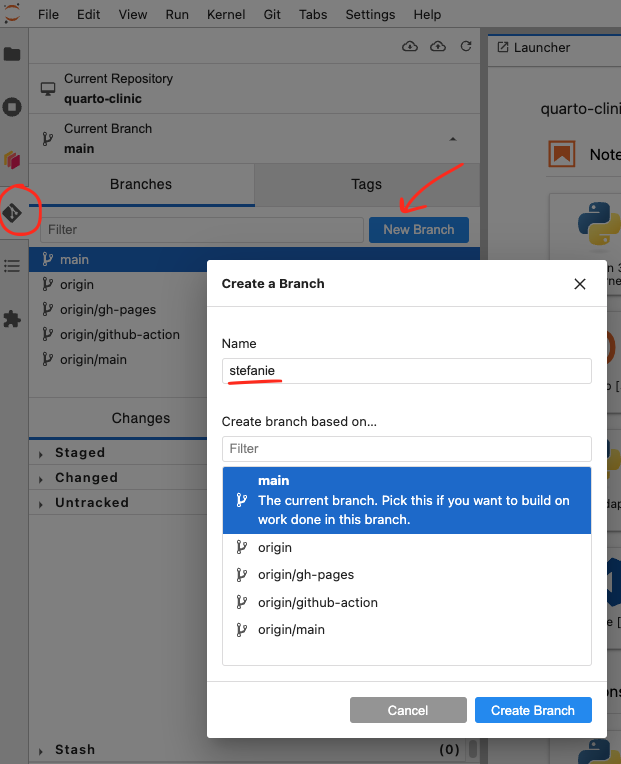 File Edit View Run Kernel Git Tabs Settings Help
Current Repository
quarto-clinic
Current Branch
main
Branches Tags
Filter New Branch
main
origin
origin/gh-pages
origin/github-action
origin/main
Changes
Staged
Changed
Untracked
Stash (0)
Launcher
quarto-clini
Note
Create a Branch
Name
stefanie
Create branch based on...
Filter
main
The current branch. Pick this if you want to build on
work done in this branch.
origin
origin/gh-pages
origin/github-action
origin/main
Cancel Create Branch